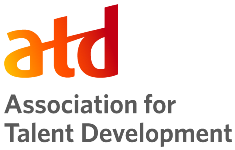 atd
Association for
Talent Development